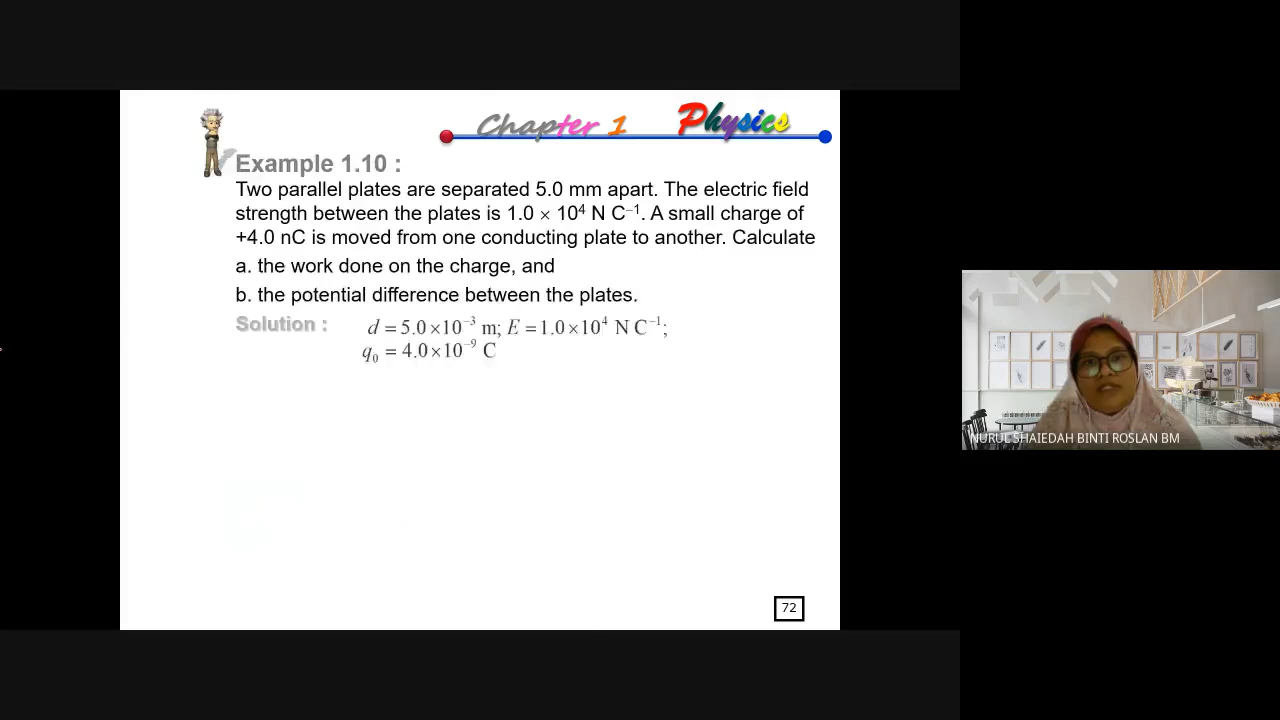 Chapter 1 Physics
Example 1.10 :
Two parallel plates are separated 5.0 mm apart. The electric field
strength between the plates is 1.0 × 10⁴ N C⁻¹. A small charge of
+4.0 nC is moved from one conducting plate to another. Calculate
a. the work done on the charge, and
b. the potential difference between the plates.
Solution : d = 5.0×10⁻³ m; E = 1.0×10⁴ N C⁻¹;
q₀ = 4.0×10⁻⁹ C
72
NURUL SHAIEDAH BINTI ROSLAN BM